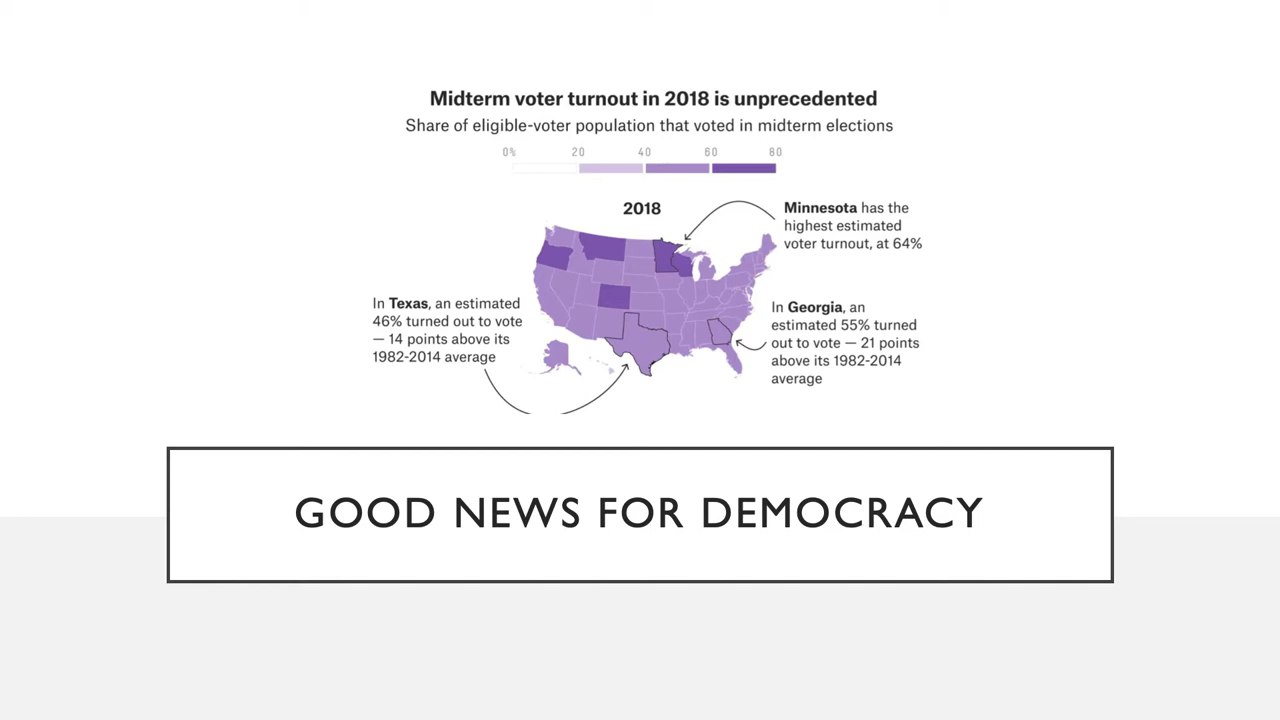 Midterm voter turnout in 2018 is unprecedented
Share of eligible-voter population that voted in midterm elections
0% 20 40 60 80
2018
Minnesota has the
highest estimated
voter turnout, at 64%
In Texas, an estimated
46% turned out to vote
— 14 points above its
1982-2014 average
In Georgia, an
estimated 55% turned
out to vote — 21 points
above its 1982-2014
average
GOOD NEWS FOR DEMOCRACY